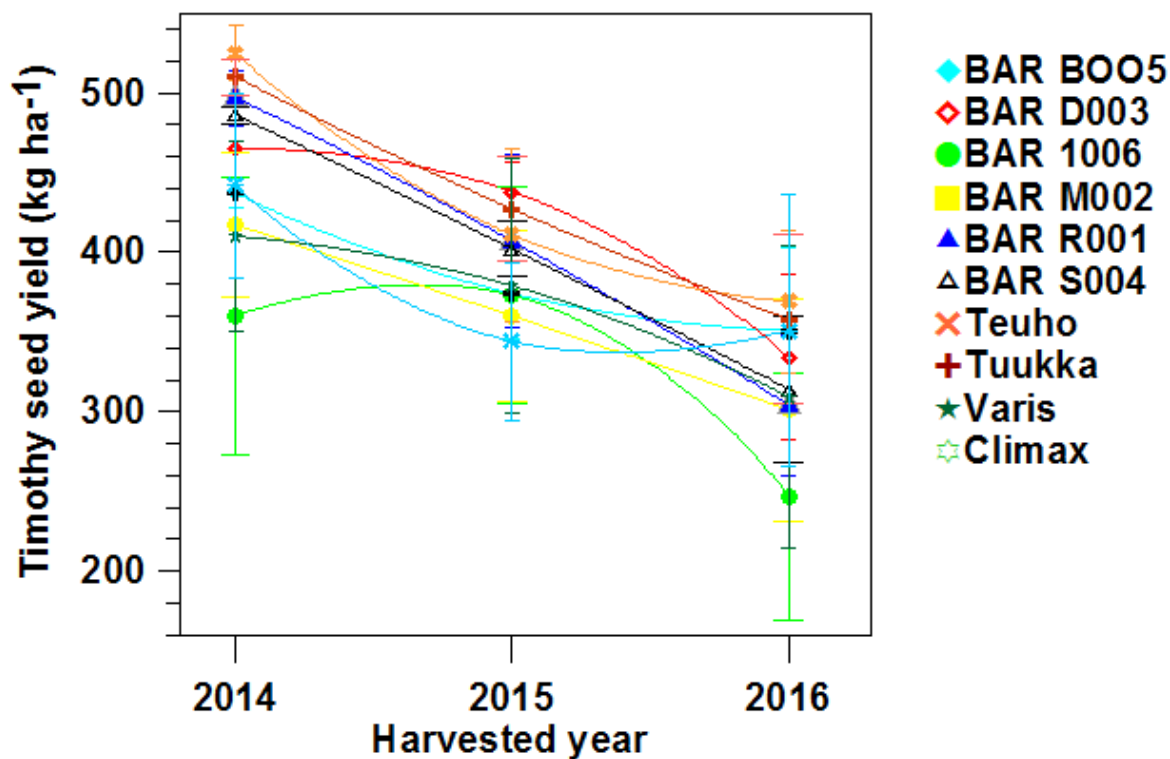 Timothy seed yield (kg ha-1)
500
400
300
200
2014 2015 2016
Harvested year
BAR BOO5
BAR D003
BAR 1006
BAR M002
BAR R001
BAR S004
Teuho
Tuukka
Varis
Climax